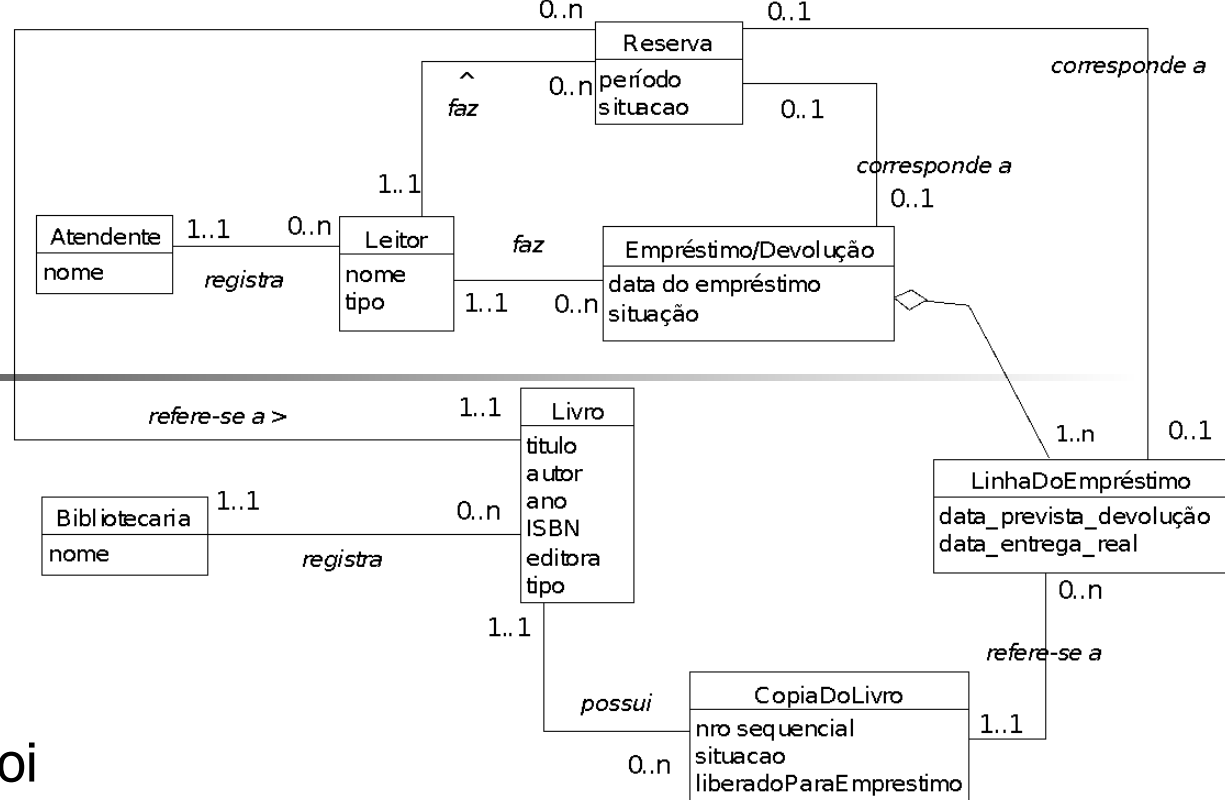 0..n
0..1
Reserva
corresponde a
^
faz
0..n
período
situacao
0..1
corresponde a
1..1
0..1
Atendente
nome
1..1
0..n
registra
Leitor
nome
tipo
faz
1..1
0..n
Empréstimo/Devolução
data do empréstimo
situação
refere-se a >
1..1
Livro
titulo
autor
ano
ISBN
editora
tipo
1..n
0..1
LinhaDoEmpréstimo
data_prevista_devolução
data_entrega_real
Bibliotecaria
nome
1..1
0..n
registra
0..n
refere-se a
1..1
possui
0..n
CopiaDoLivro
nro sequencial
situacao
liberadoParaEmprestimo
1..1
oi